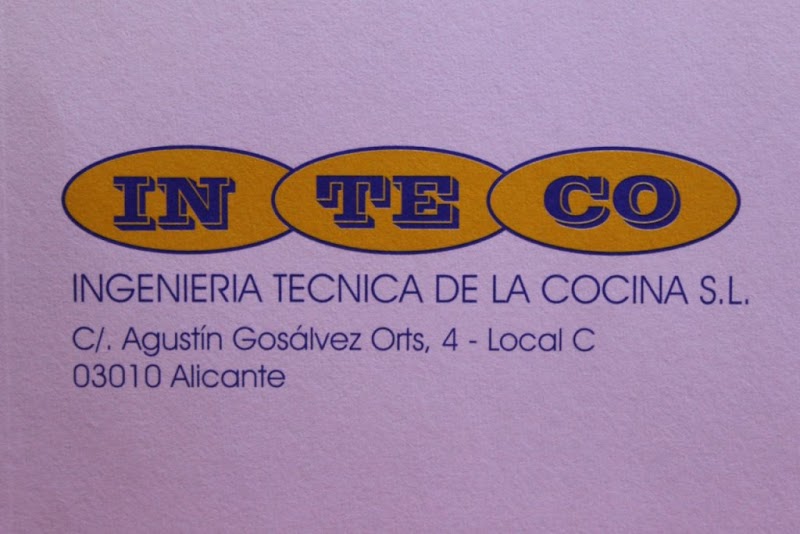 IN TE CO
INGENIERIA TECNICA DE LA COCINA S.L.
C/. Agustín Gosálvez Orts, 4 - Local C
03010 Alicante